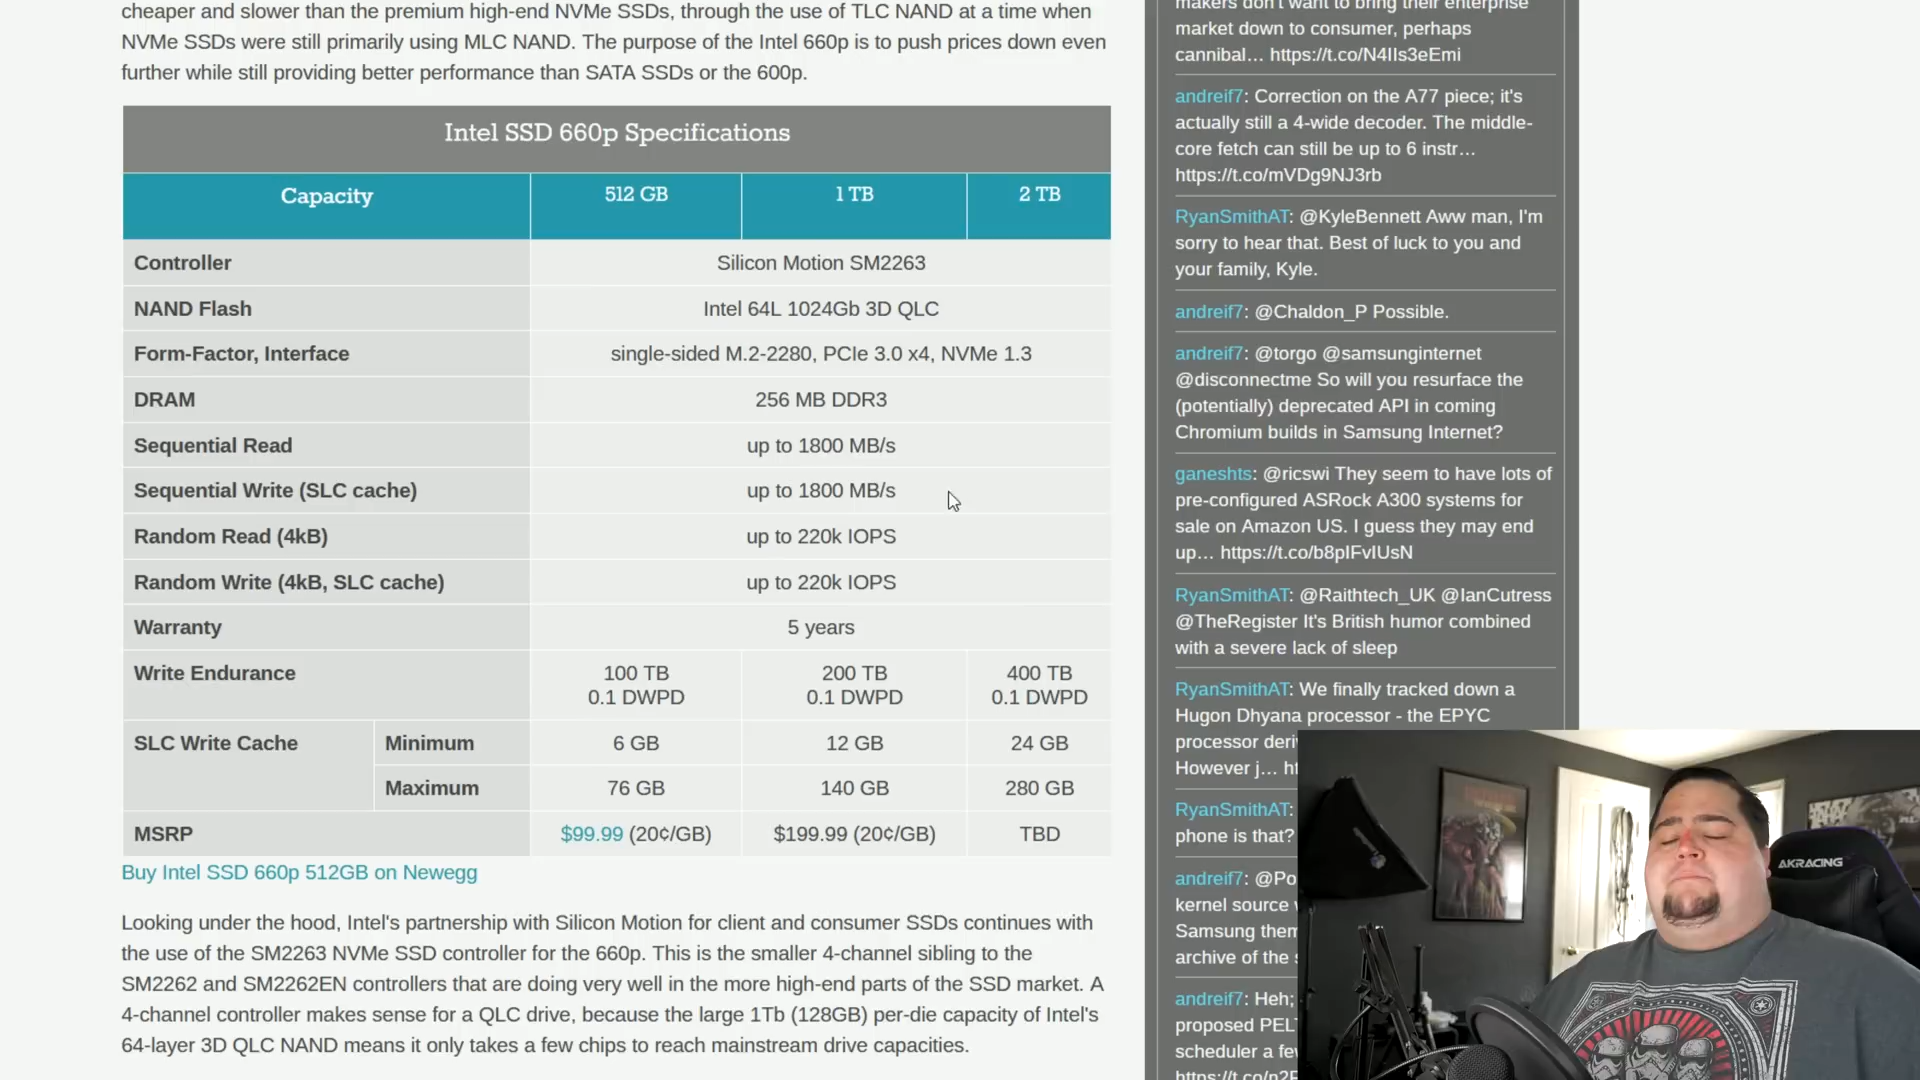 cheaper and slower than the premium high-end NVMe SSDs, through the use of TLC NAND at a time when
NVMe SSDs were still primarily using MLC NAND. The purpose of the Intel 660p is to push prices down even
further while still providing better performance than SATA SSDs or the 600p.
Intel SSD 660p Specifications
Capacity 512 GB 1 TB 2 TB
Controller Silicon Motion SM2263
NAND Flash Intel 64L 1024Gb 3D QLC
Form-Factor, Interface single-sided M.2-2280, PCIe 3.0 x4, NVMe 1.3
DRAM 256 MB DDR3
Sequential Read up to 1800 MB/s
Sequential Write (SLC cache) up to 1800 MB/s
Random Read (4kB) up to 220k IOPS
Random Write (4kB, SLC cache) up to 220k IOPS
Warranty 5 years
Write Endurance 100 TB 200 TB 400 TB
0.1 DWPD 0.1 DWPD 0.1 DWPD
SLC Write Cache Minimum 6 GB 12 GB 24 GB
Maximum 76 GB 140 GB 280 GB
MSRP $99.99 (20¢/GB) $199.99 (20¢/GB) TBD
Buy Intel SSD 660p 512GB on Newegg
Looking under the hood, Intel's partnership with Silicon Motion for client and consumer SSDs continues with
the use of the SM2263 NVMe SSD controller for the 660p. This is the smaller 4-channel sibling to the
SM2262 and SM2262EN controllers that are doing very well in the more high-end parts of the SSD market. A
4-channel controller makes sense for a QLC drive, because the large 1Tb (128GB) per-die capacity of Intel's
64-layer 3D QLC NAND means it only takes a few chips to reach mainstream drive capacities.
makers don't want to bring their enterprise
market down to consumer, perhaps
cannibal… https://t.co/N4IIs3eEmi
andreif7: Correction on the A77 piece; it's
actually still a 4-wide decoder. The middle-
core fetch can still be up to 6 instr…
https://t.co/mVDg9NJ3rb
RyanSmithAT: @KyleBennett Aww man, I'm
sorry to hear that. Best of luck to you and
your family, Kyle.
andreif7: @Chaldon_P Possible.
andreif7: @torgo @samsunginternet
@disconnectme So will you resurface the
(potentially) deprecated API in coming
Chromium builds in Samsung Internet?
ganeshts: @ricswi They seem to have lots of
pre-configured ASRock A300 systems for
sale on Amazon US. I guess they may end
up… https://t.co/b8pIFvIUsN
RyanSmithAT: @Raithtech_UK @IanCutress
@TheRegister It's British humor combined
with a severe lack of sleep
RyanSmithAT: We finally tracked down a
Hugon Dhyana processor - the EPYC
processor deri
However j… ht
RyanSmithAT:
phone is that?
andreif7: @Po
kernel source
Samsung them
archive of the
andreif7: Heh;
proposed PEL
scheduler a fe
https://t.co/n2
AKRACING